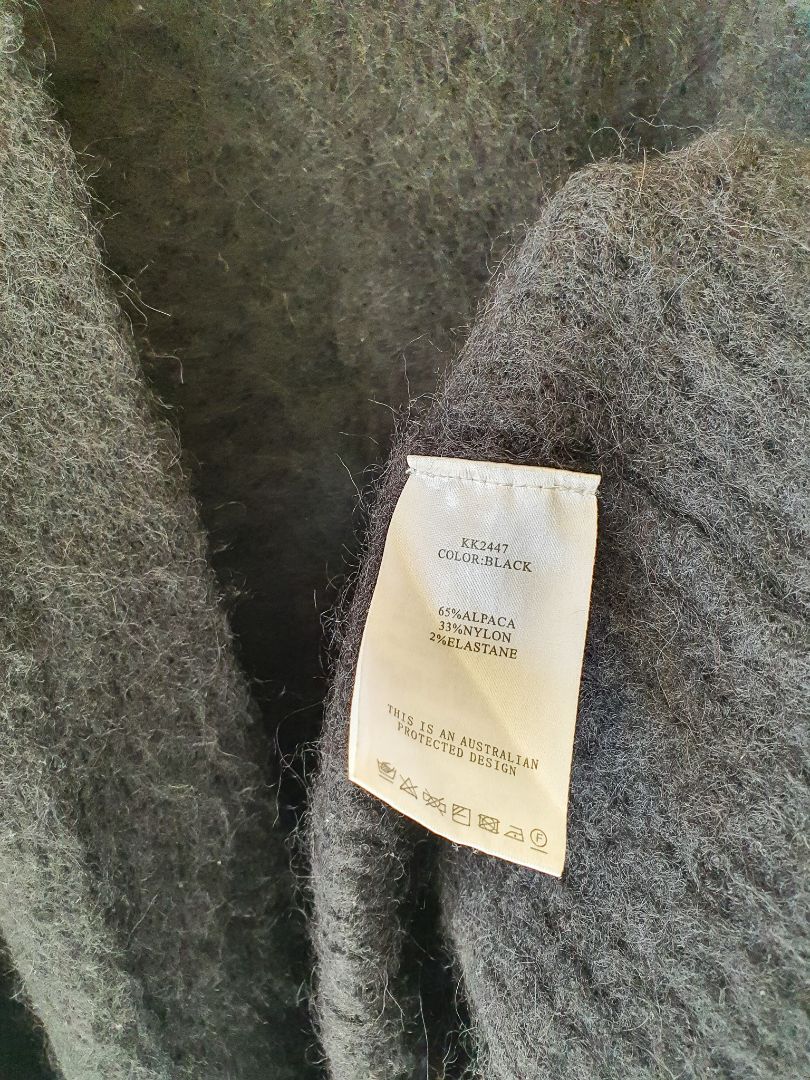 KK2447
COLOR:BLACK
65%ALPACA
33%NYLON
2%ELASTANE
THIS IS AN AUSTRALIAN
PROTECTED DESIGN
P